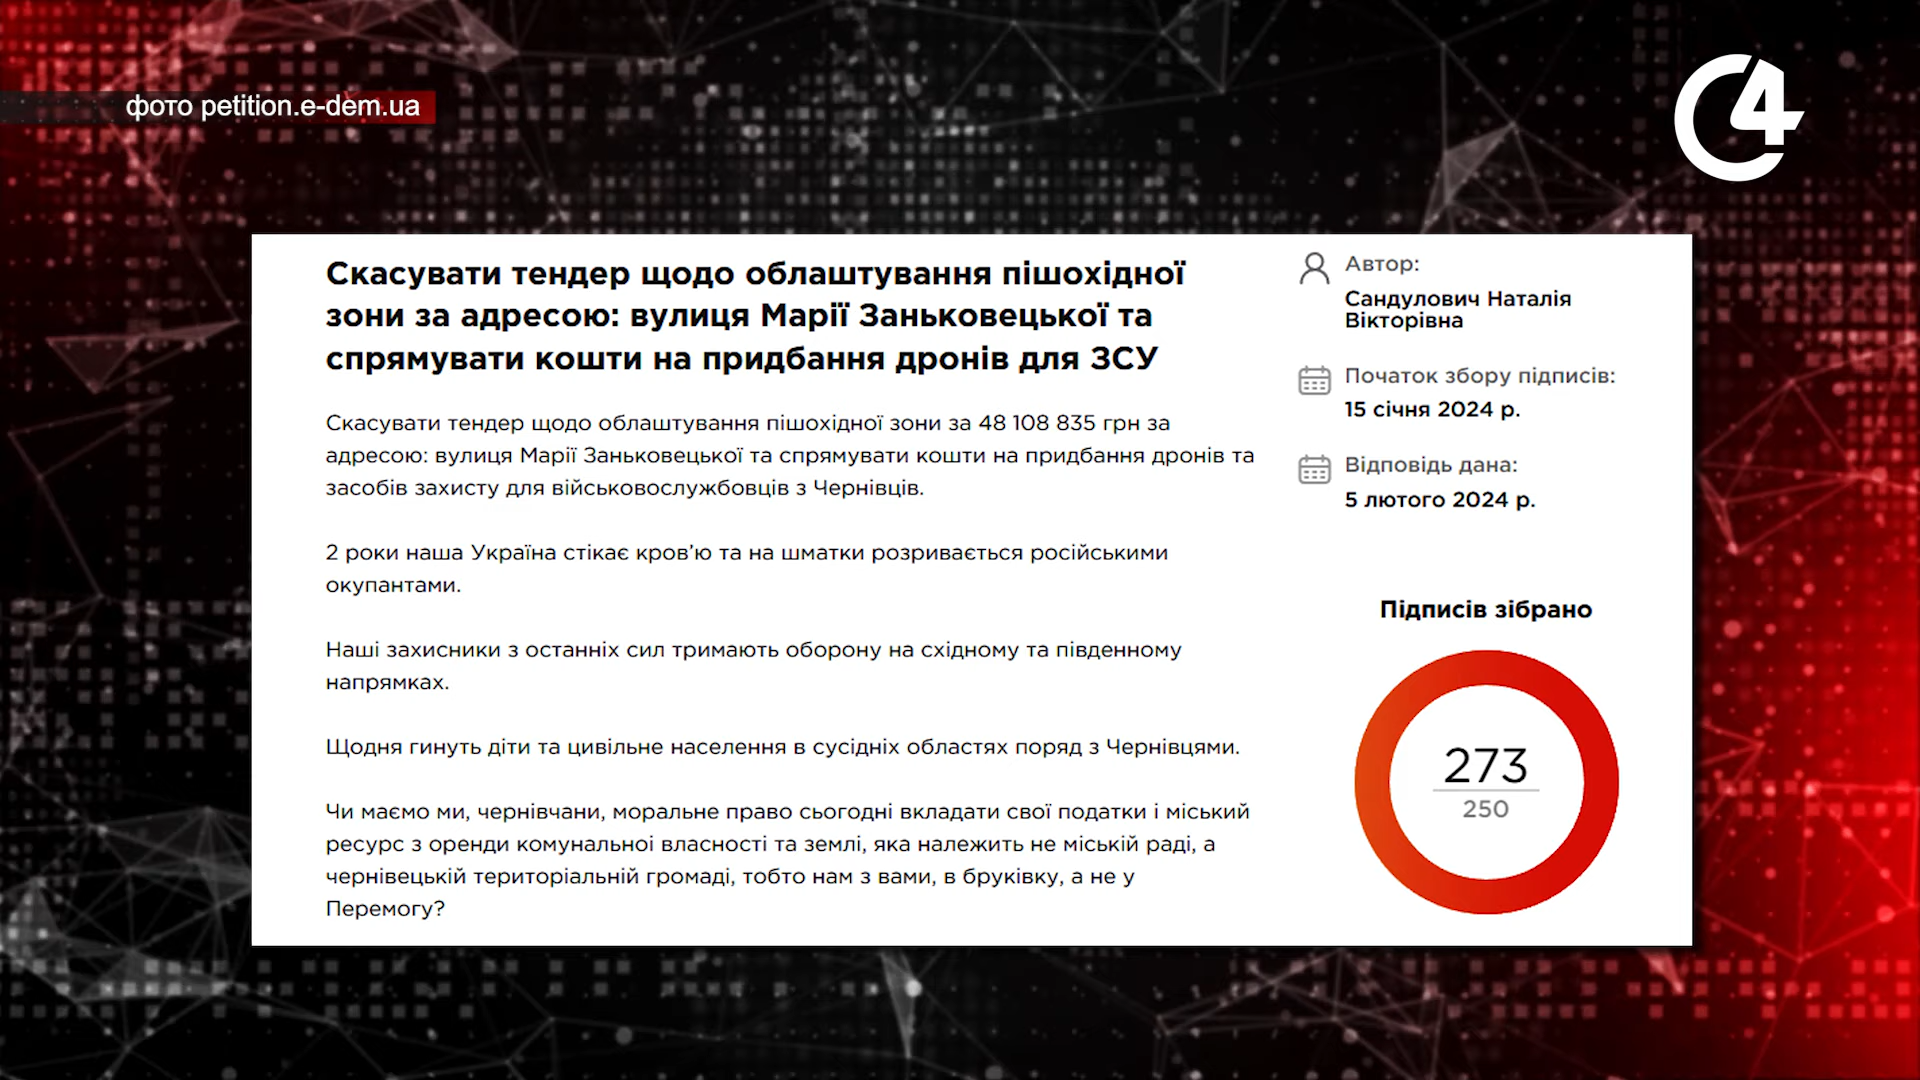 фото petition.e-dem.ua
C4
Скасувати тендер щодо облаштування пішохідної
зони за адресою: вулиця Марії Заньковецької та
спрямувати кошти на придбання дронів для ЗСУ
Скасувати тендер щодо облаштування пішохідної зони за 48 108 835 грн за
адресою: вулиця Марії Заньковецької та спрямувати кошти на придбання дронів та
засобів захисту для військовослужбовців з Чернівців.
2 роки наша Україна стікає кров’ю та на шматки розривається російськими
окупантами.
Наші захисники з останніх сил тримають оборону на східному та південному
напрямках.
Щодня гинуть діти та цивільне населення в сусідніх областях поряд з Чернівцями.
Чи маємо ми, чернівчани, моральне право сьогодні вкладати свої податки і міський
ресурс з оренди комунальної власності та землі, яка належить не міській раді, а
чернівецькій територіальній громаді, тобто нам з вами, в бруківку, а не у
Перемогу?
Автор:
Сандулович Наталія
Вікторівна
Початок збору підписів:
15 січня 2024 р.
Відповідь дана:
5 лютого 2024 р.
Підписів зібрано
273
250